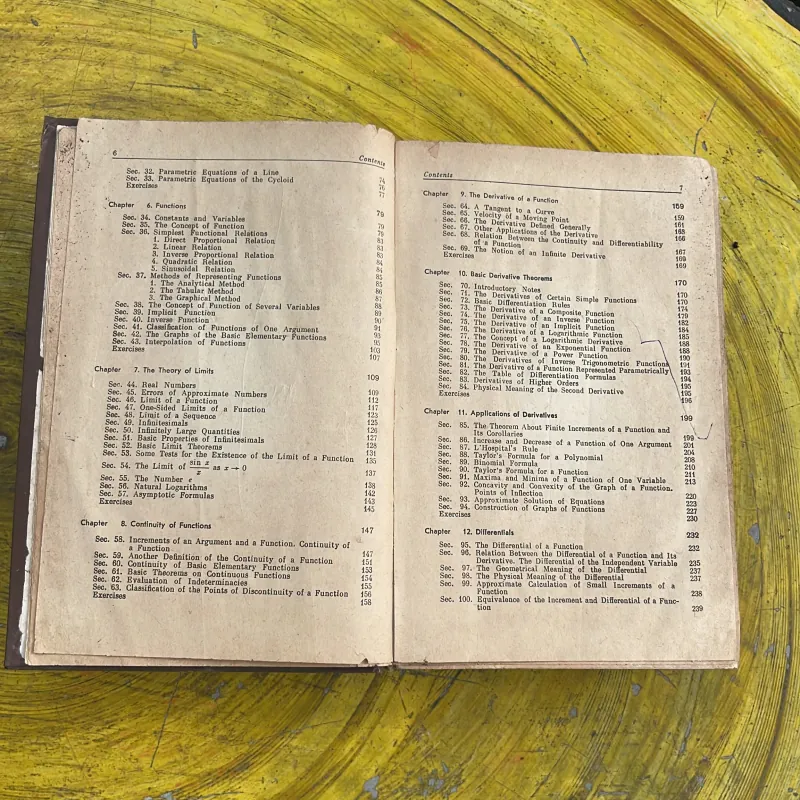 6 Contents
Sec. 32. Parametric Equations of a Line 74
Sec. 33. Parametric Equations of the Cycloid 76
Exercises 77
Chapter 6. Functions 79
Sec. 34. Constants and Variables 79
Sec. 35. The Concept of Function 80
Sec. 36. Simplest Functional Relations 79
1. Direct Proportional Relation 83
2. Linear Relation 83
3. Inverse Proportional Relation 83
4. Quadratic Relation 84
5. Sinusoidal Relation 84
Sec. 37. Methods of Representing Functions 85
1. The Analytical Method 85
2. The Tabular Method 86
3. The Graphical Method 87
Sec. 38. The Concept of Function of Several Variables 88
Sec. 39. Implicit Function 89
Sec. 40. Inverse Function 90
Sec. 41. Classification of Functions of One Argument 91
Sec. 42. The Graphs of the Basic Elementary Functions 93
Sec. 43. Interpolation of Functions 95
Exercises 103
107
Chapter 7. The Theory of Limits 109
Sec. 44. Real Numbers 109
Sec. 45. Errors of Approximate Numbers 112
Sec. 46. Limit of a Function 117
Sec. 47. One-Sided Limits of a Function 123
Sec. 48. Limit of a Sequence 125
Sec. 49. Infinitesimals 126
Sec. 50. Infinitely Large Quantities 127
Sec. 51. Basic Properties of Infinitesimals 128
Sec. 52. Basic Limit Theorems 131
Sec. 53. Some Tests for the Existence of the Limit of a Function 135
Sec. 54. The Limit of sin x / x as x → 0 137
Sec. 55. The Number e 138
Sec. 56. Natural Logarithms 142
Sec. 57. Asymptotic Formulas 143
Exercises 145
Chapter 8. Continuity of Functions 147
Sec. 58. Increments of an Argument and a Function. Continuity of
a Function 147
Sec. 59. Another Definition of the Continuity of a Function 151
Sec. 60. Continuity of Basic Elementary Functions 153
Sec. 61. Basic Theorems on Continuous Functions 154
Sec. 62. Evaluation of Indeterminacies 155
Sec. 63. Classification of the Points of Discontinuity of a Function 156
Exercises 158
Contents 7
Chapter 9. The Derivative of a Function 159
Sec. 64. A Tangent to a Curve 159
Sec. 65. Velocity of a Moving Point 161
Sec. 66. The Derivative Defined Generally 168
Sec. 67. Other Applications of the Derivative 166
Sec. 68. Relation Between the Continuity and Differentiability
of a Function 167
Sec. 69. The Notion of an Infinite Derivative 169
Exercises 169
Chapter 10. Basic Derivative Theorems 170
Sec. 70. Introductory Notes 170
Sec. 71. The Derivatives of Certain Simple Functions 170
Sec. 72. Basic Differentiation Rules 174
Sec. 73. The Derivative of a Composite Function 179
Sec. 74. The Derivative of an Inverse Function 182
Sec. 75. The Derivative of an Implicit Function 184
Sec. 76. The Derivative of a Logarithmic Function 185
Sec. 77. The Concept of a Logarithmic Derivative 188
Sec. 78. The Derivative of an Exponential Function 188
Sec. 79. The Derivative of a Power Function 190
Sec. 80. The Derivatives of Inverse Trigonometric Functions 191
Sec. 81. The Derivative of a Function Represented Parametrically 193
Sec. 82. The Table of Differentiation Formulas 194
Sec. 83. Derivatives of Higher Orders 195
Sec. 84. Physical Meaning of the Second Derivative 195
Exercises 196
Chapter 11. Applications of Derivatives 199
Sec. 85. The Theorem About Finite Increments of a Function and
Its Corollaries 199
Sec. 86. Increase and Decrease of a Function of One Argument 201
Sec. 87. L'Hospital's Rule 204
Sec. 88. Taylor's Formula for a Polynomial 208
Sec. 89. Binomial Formula 210
Sec. 90. Taylor's Formula for a Function 211
Sec. 91. Maxima and Minima of a Function of One Variable 213
Sec. 92. Concavity and Convexity of the Graph of a Function.
Points of Inflection 220
Sec. 93. Approximate Solution of Equations 223
Sec. 94. Construction of Graphs of Functions 227
Exercises 230
Chapter 12. Differentials 232
Sec. 95. The Differential of a Function 232
Sec. 96. Relation Between the Differential of a Function and Its
Derivative. The Differential of the Independent Variable 235
Sec. 97. The Geometrical Meaning of the Differential 237
Sec. 98. The Physical Meaning of the Differential 237
Sec. 99. Approximate Calculation of Small Increments of a
Function 238
Sec. 100. Equivalence of the Increment and Differential of a Func-
tion 239